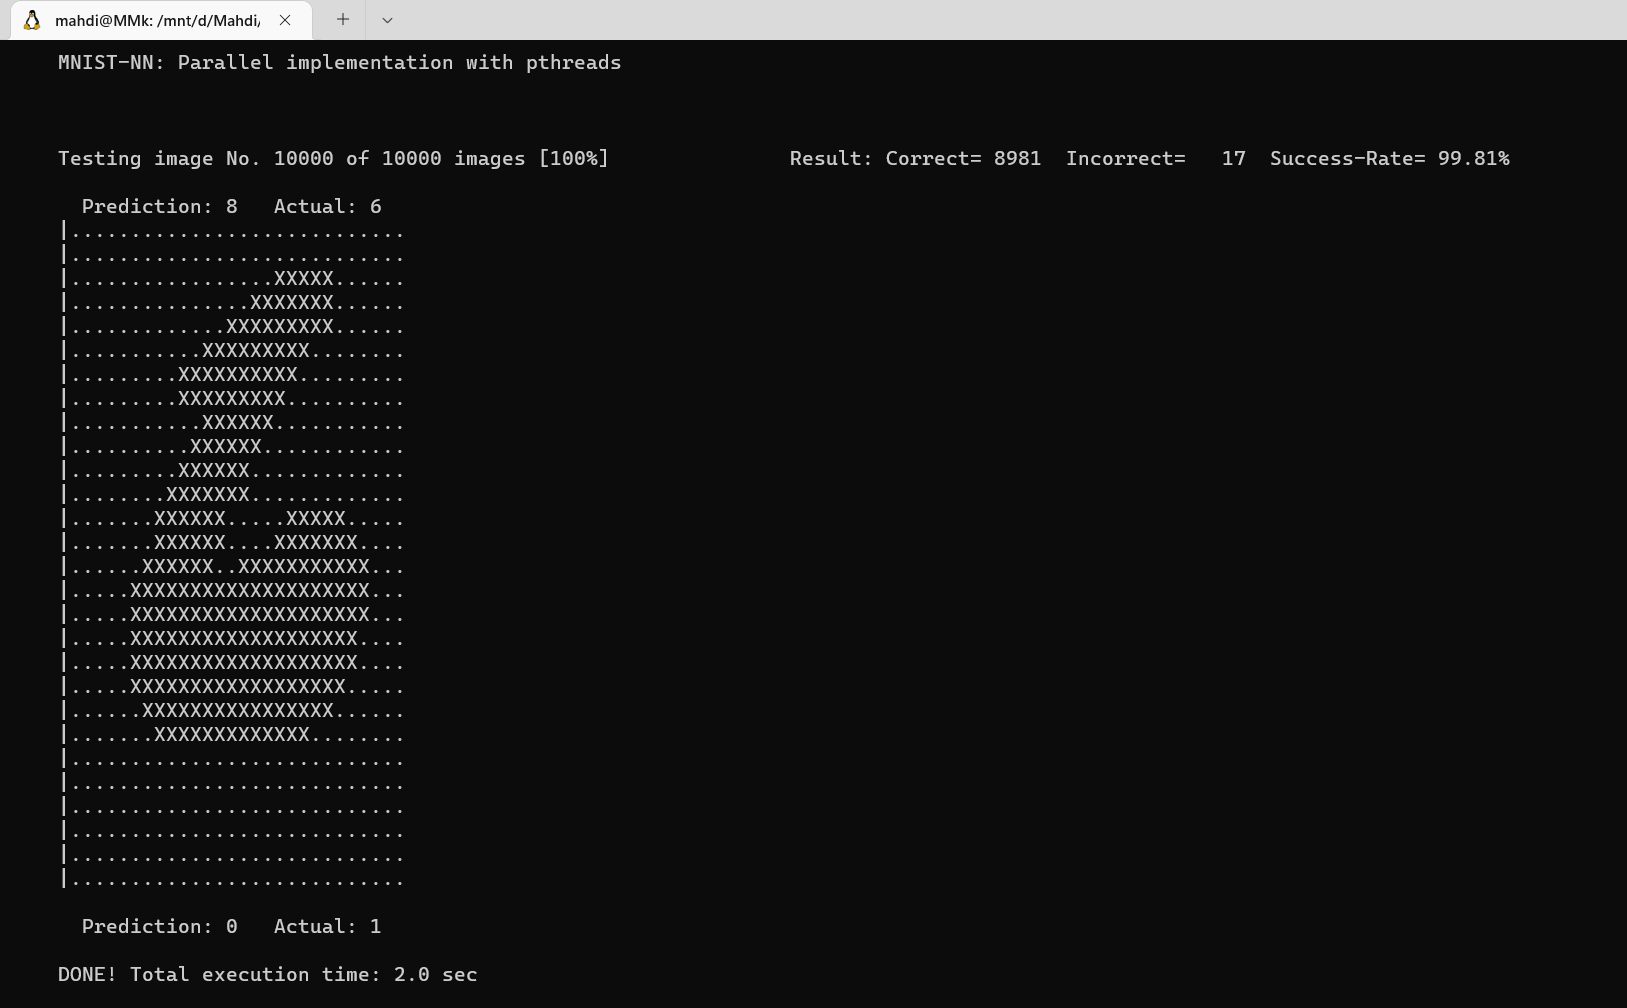 mahdi@MMk: /mnt/d/Mahdi/
MNIST-NN: Parallel implementation with pthreads
Testing image No. 10000 of 10000 images [100%] Result: Correct= 8981 Incorrect= 17 Success-Rate= 99.81%
Prediction: 8 Actual: 6
|............................
|............................
|.................XXXXX......
|...............XXXXXXX......
|.............XXXXXXXXX......
|...........XXXXXXXXX........
|.........XXXXXXXXXX.........
|.........XXXXXXXXX..........
|...........XXXXXX...........
|..........XXXXXX............
|.........XXXXXX.............
|........XXXXXXX.............
|.......XXXXXX.....XXXXX.....
|.......XXXXXX....XXXXXXX....
|......XXXXXX..XXXXXXXXXXX...
|.....XXXXXXXXXXXXXXXXXXXX...
|.....XXXXXXXXXXXXXXXXXXXX...
|.....XXXXXXXXXXXXXXXXXXX....
|.....XXXXXXXXXXXXXXXXXXX....
|.....XXXXXXXXXXXXXXXXXX.....
|......XXXXXXXXXXXXXXXX......
|.......XXXXXXXXXXXXX........
|............................
|............................
|............................
|............................
|............................
|............................
Prediction: 0 Actual: 1
DONE! Total execution time: 2.0 sec